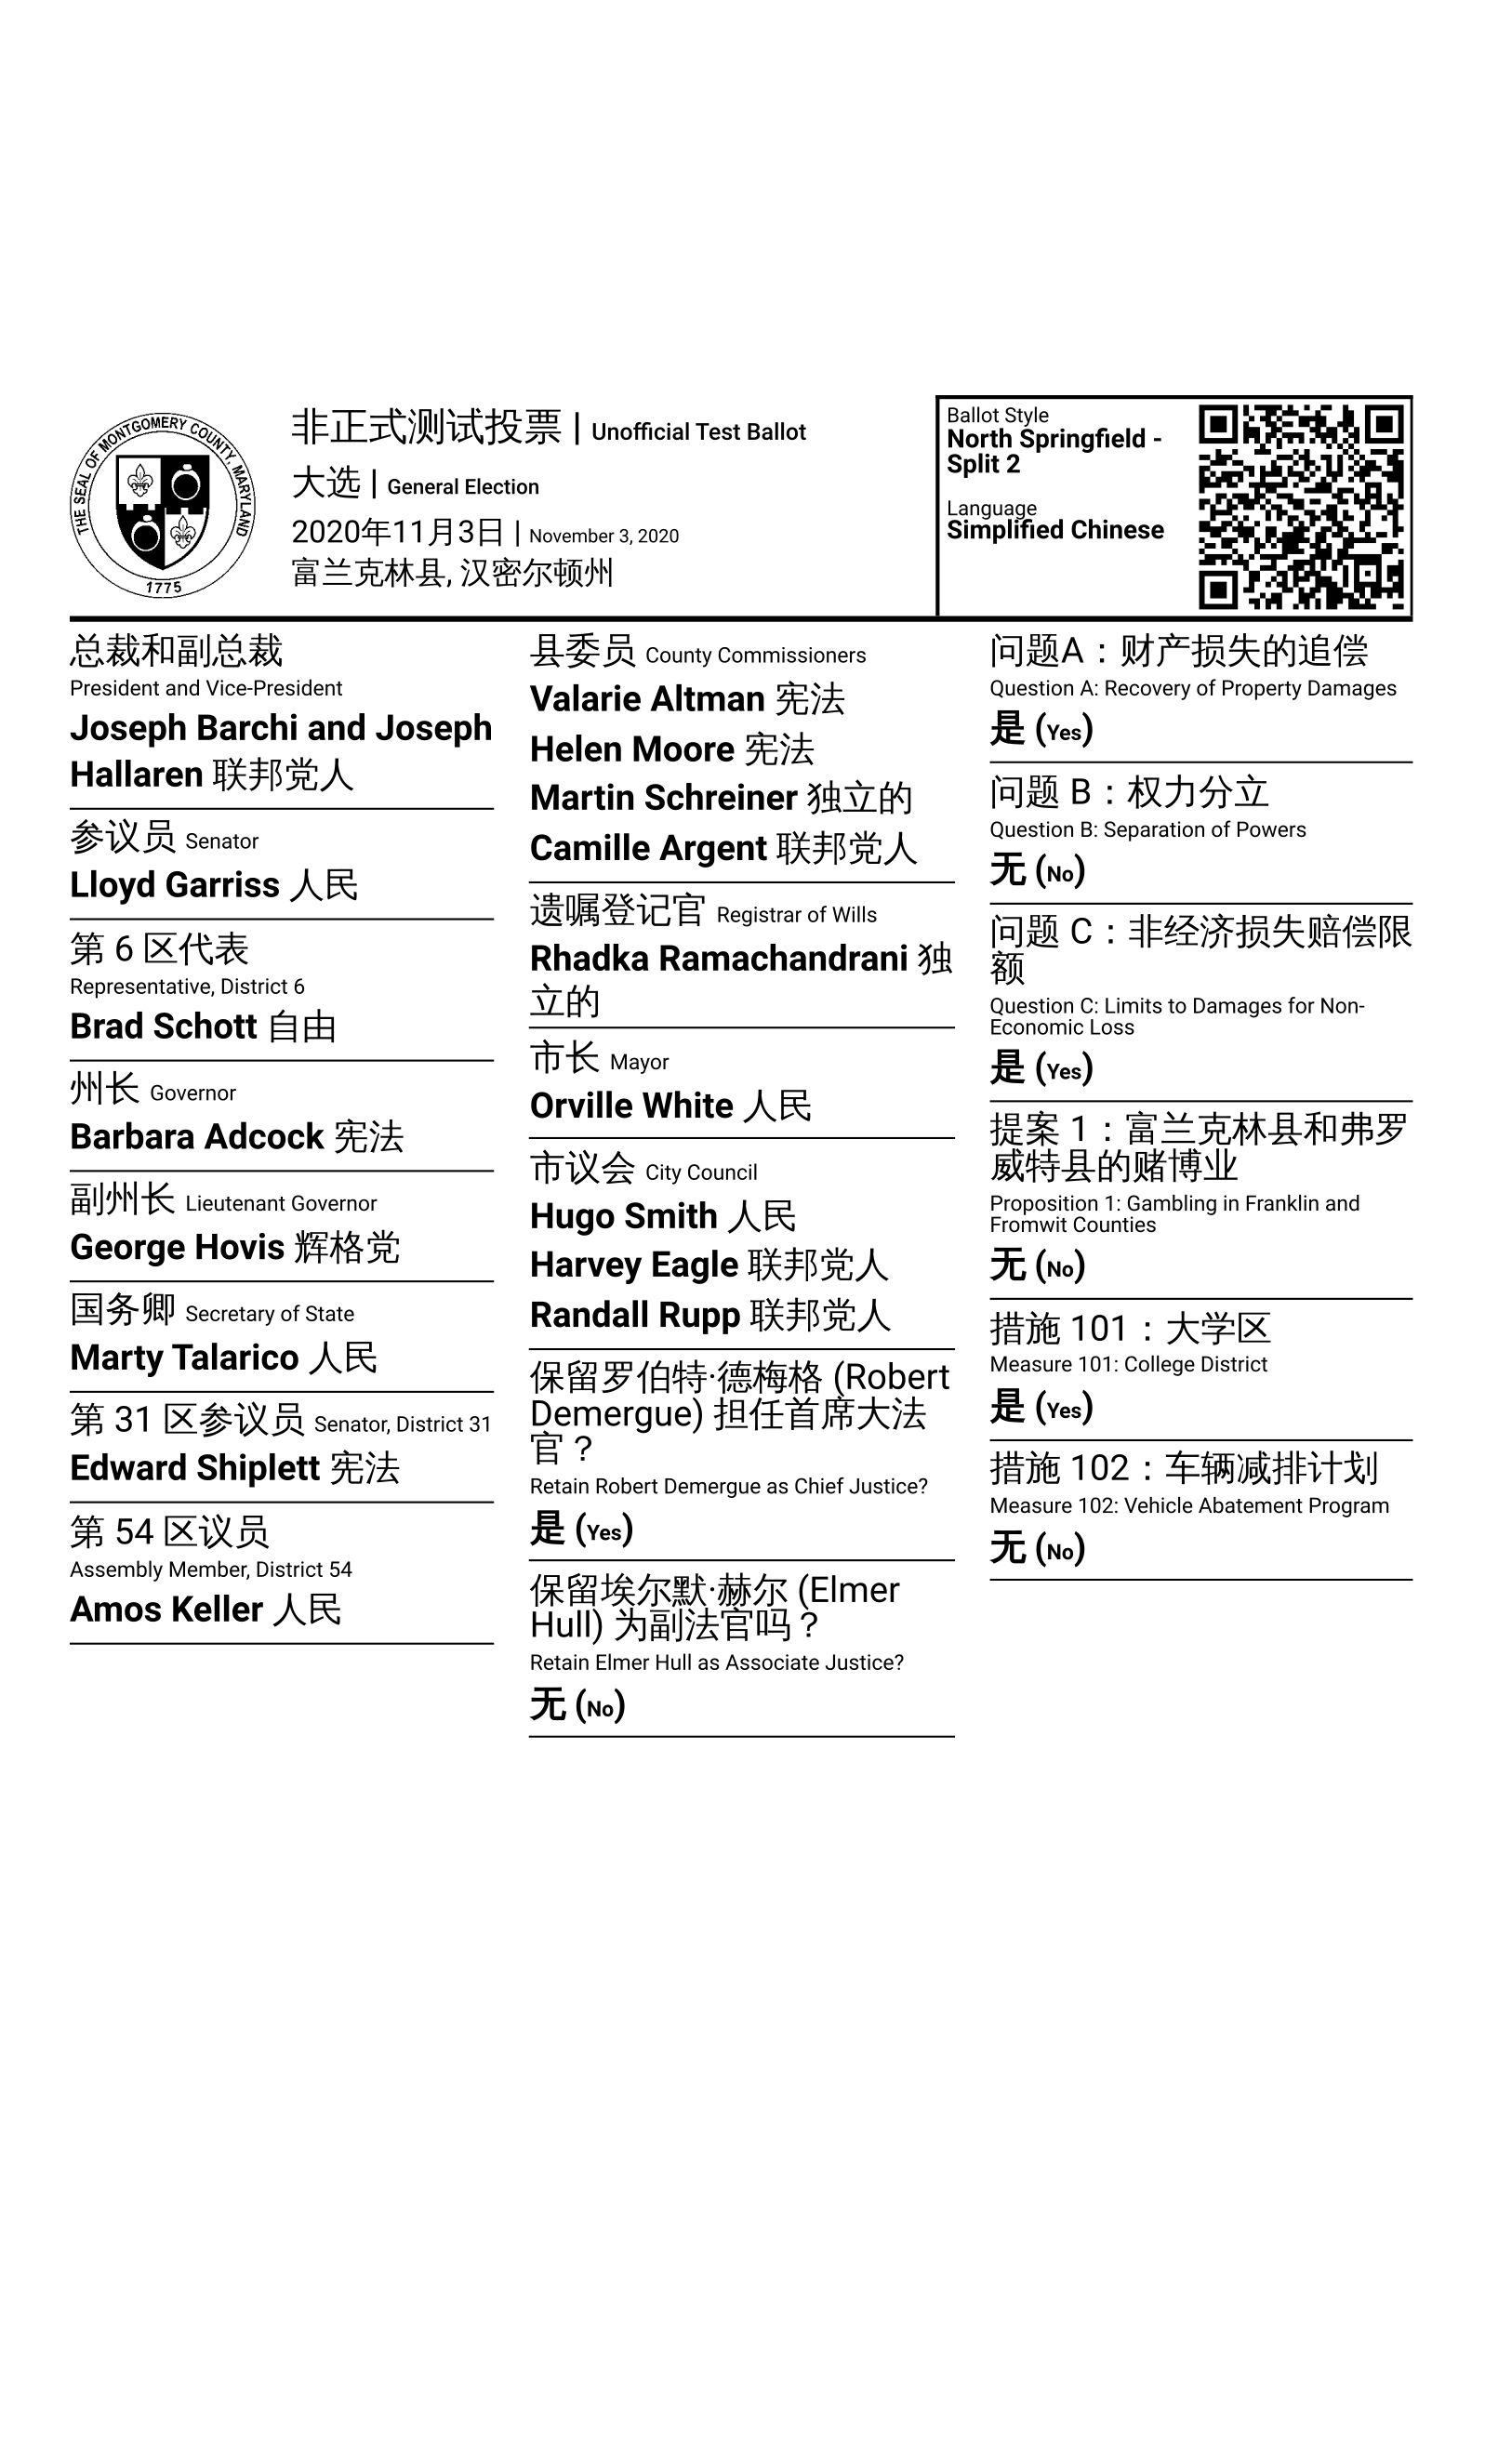 THE SEAL OF MONTGOMERY COUNTY, MARYLAND
1775
非正式测试投票 | Unofficial Test Ballot
大选 | General Election
2020年11月3日 | November 3, 2020
富兰克林县, 汉密尔顿州
Ballot Style
North Springfield -
Split 2
Language
Simplified Chinese
总裁和副总裁
President and Vice-President
Joseph Barchi and Joseph
Hallaren 联邦党人
参议员 Senator
Lloyd Garriss 人民
第 6 区代表
Representative, District 6
Brad Schott 自由
州长 Governor
Barbara Adcock 宪法
副州长 Lieutenant Governor
George Hovis 辉格党
国务卿 Secretary of State
Marty Talarico 人民
第 31 区参议员 Senator, District 31
Edward Shiplett 宪法
第 54 区议员
Assembly Member, District 54
Amos Keller 人民
县委员 County Commissioners
Valarie Altman 宪法
Helen Moore 宪法
Martin Schreiner 独立的
Camille Argent 联邦党人
遗嘱登记官 Registrar of Wills
Rhadka Ramachandrani 独
立的
市长 Mayor
Orville White 人民
市议会 City Council
Hugo Smith 人民
Harvey Eagle 联邦党人
Randall Rupp 联邦党人
保留罗伯特·德梅格 (Robert
Demergue) 担任首席大法
官？
Retain Robert Demergue as Chief Justice?
是 (Yes)
保留埃尔默·赫尔 (Elmer
Hull) 为副法官吗？
Retain Elmer Hull as Associate Justice?
无 (No)
问题A：财产损失的追偿
Question A: Recovery of Property Damages
是 (Yes)
问题 B：权力分立
Question B: Separation of Powers
无 (No)
问题 C：非经济损失赔偿限
额
Question C: Limits to Damages for Non-
Economic Loss
是 (Yes)
提案 1：富兰克林县和弗罗
威特县的赌博业
Proposition 1: Gambling in Franklin and
Fromwit Counties
无 (No)
措施 101：大学区
Measure 101: College District
是 (Yes)
措施 102：车辆减排计划
Measure 102: Vehicle Abatement Program
无 (No)